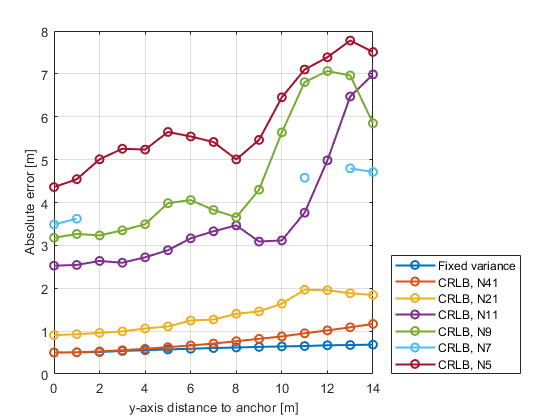 8
7
6
5
4
3
2
1
0
Absolute error [m]
0 2 4 6 8 10 12 14
y-axis distance to anchor [m]
Fixed variance
CRLB, N41
CRLB, N21
CRLB, N11
CRLB, N9
CRLB, N7
CRLB, N5